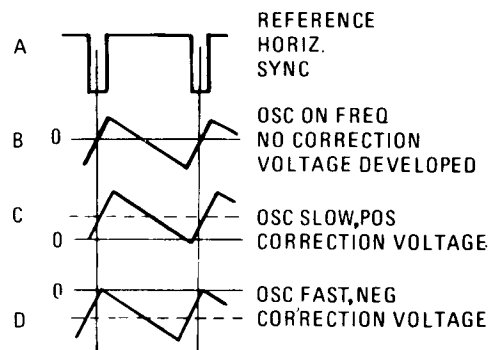 A
REFERENCE
HORIZ.
SYNC
B
0
OSC ON FREQ
NO CORRECTION
VOLTAGE DEVELOPED
C
0
OSC SLOW, POS
CORRECTION VOLTAGE
0
D
OSC FAST, NEG
CORRECTION VOLTAGE